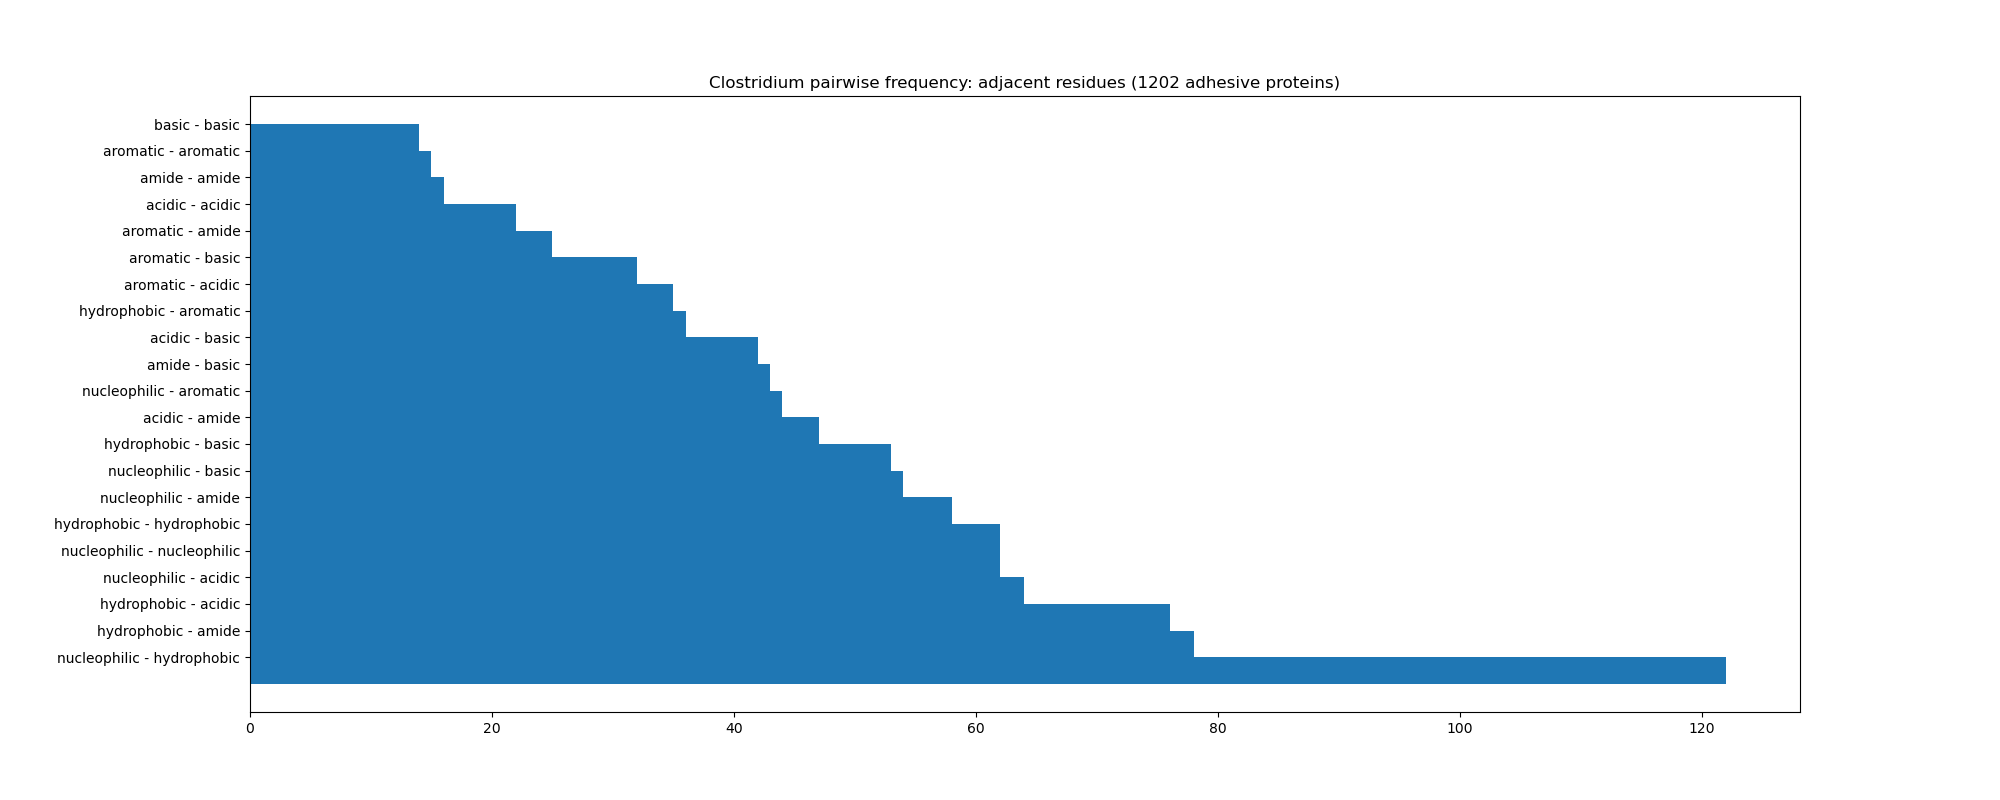 Clostridium pairwise frequency: adjacent residues (1202 adhesive proteins)
basic - basic
aromatic - aromatic
amide - amide
acidic - acidic
aromatic - amide
aromatic - basic
aromatic - acidic
hydrophobic - aromatic
acidic - basic
amide - basic
nucleophilic - aromatic
acidic - amide
hydrophobic - basic
nucleophilic - basic
nucleophilic - amide
hydrophobic - hydrophobic
nucleophilic - nucleophilic
nucleophilic - acidic
hydrophobic - acidic
hydrophobic - amide
nucleophilic - hydrophobic
0 20 40 60 80 100 120